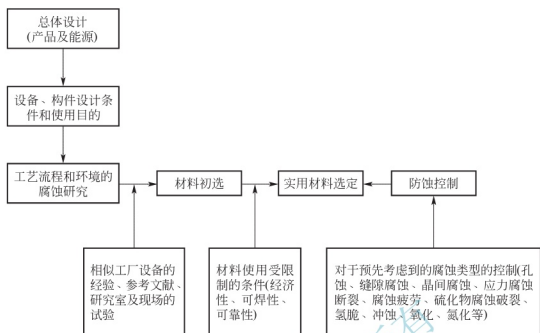 总体设计
(产品及能源)
设备、构件设计条
件和使用目的
工艺流程和环境的
腐蚀研究
材料初选
实用材料选定
防蚀控制
相似工厂设备的
经验、参考文献、
研究室及现场的
试验
材料使用受限
制的条件(经济
性、可焊性、
可靠性)
对于预先考虑到的腐蚀类型的控制(孔
蚀、缝隙腐蚀、晶间腐蚀、应力腐蚀
断裂、腐蚀疲劳、硫化物腐蚀破裂、
氢脆、冲蚀、氧化、氮化等)